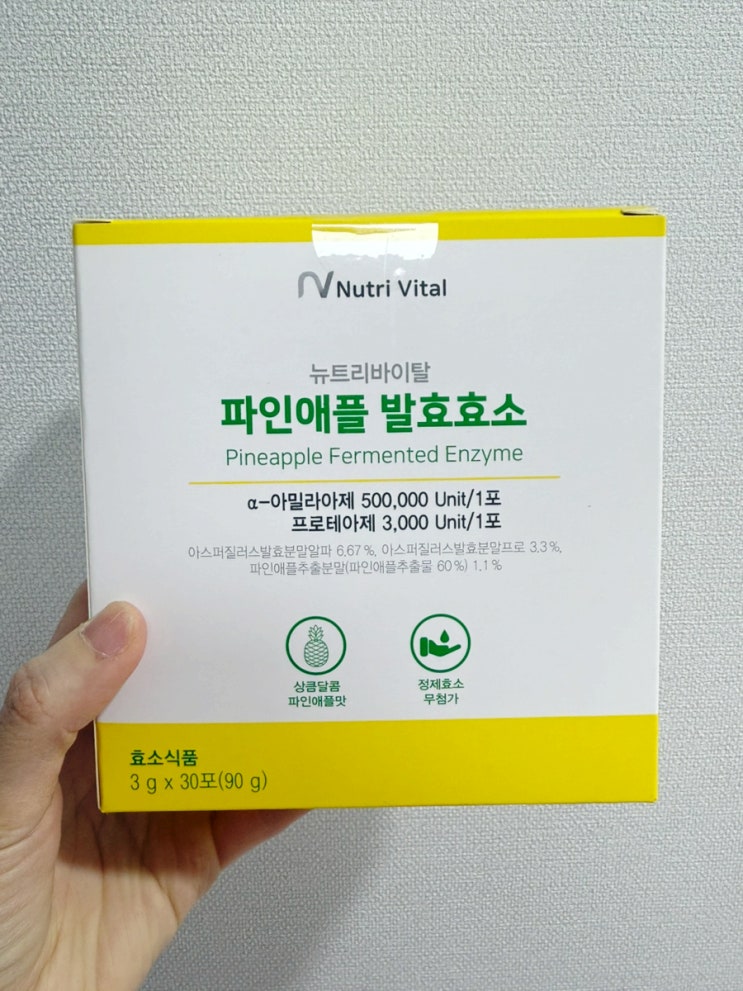 Nutri Vital
뉴트리바이탈
파인애플 발효효소
Pineapple Fermented Enzyme
α-아밀라아제 500,000 Unit/1포
프로테아제 3,000 Unit/1포
아스퍼질러스발효분말알파 6.67%, 아스퍼질러스발효분말프로 3.3%,
파인애플추출분말(파인애플추출물 60%) 1.1%
상큼달콤
파인애플맛
정제효소
무첨가
효소식품
3 g x 30포(90 g)